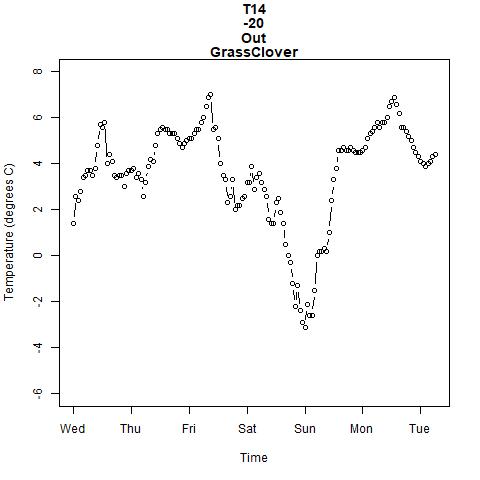 T14
-20
Out
GrassClover
Temperature (degrees C)
8
6
4
2
0
-2
-4
-6
Wed Thu Fri Sat Sun Mon Tue
Time